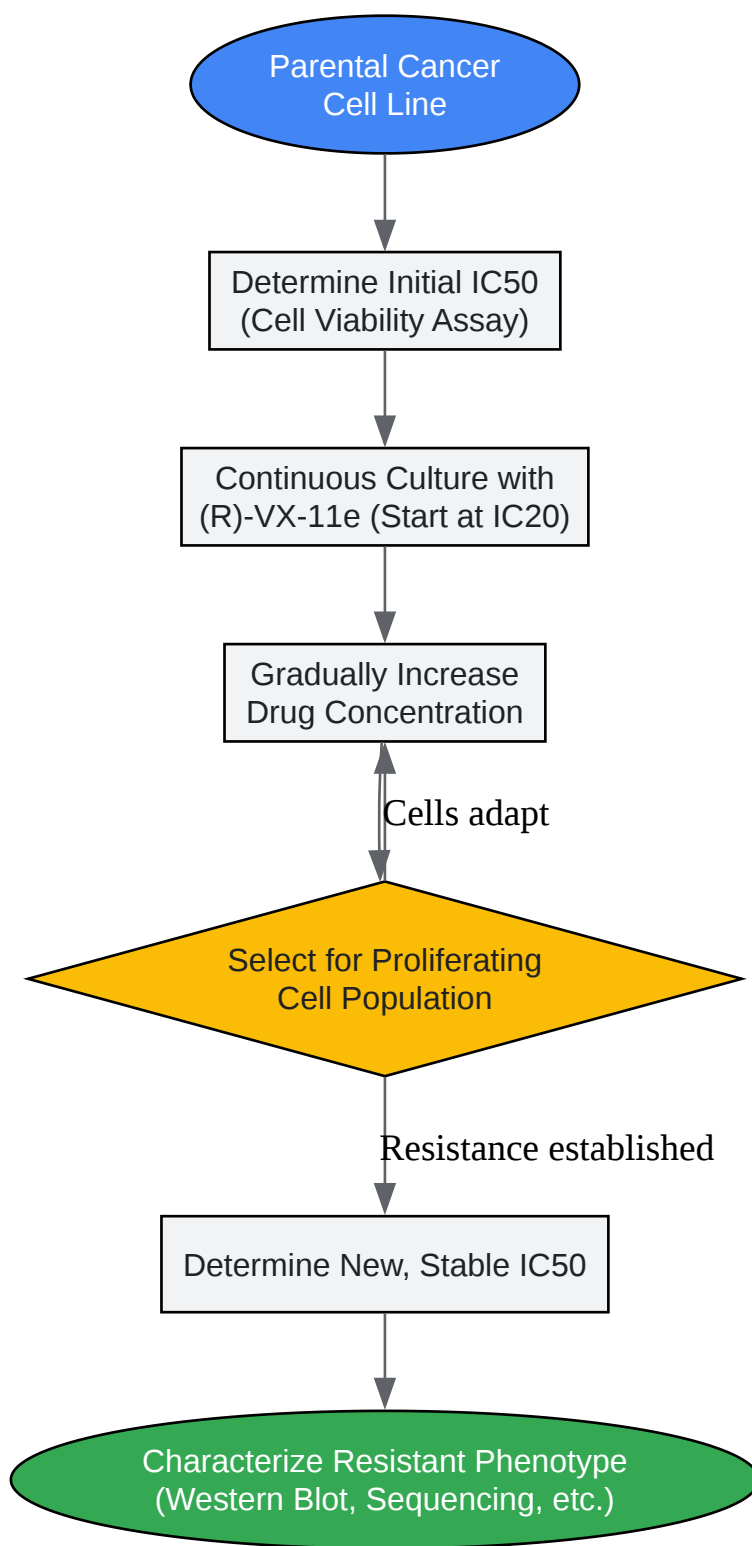 Parental Cancer
Cell Line
Determine Initial IC50
(Cell Viability Assay)
Continuous Culture with
(R)-VX-11e (Start at IC20)
Gradually Increase
Drug Concentration
Cells adapt
Select for Proliferating
Cell Population
Resistance established
Determine New, Stable IC50
Characterize Resistant Phenotype
(Western Blot, Sequencing, etc.)